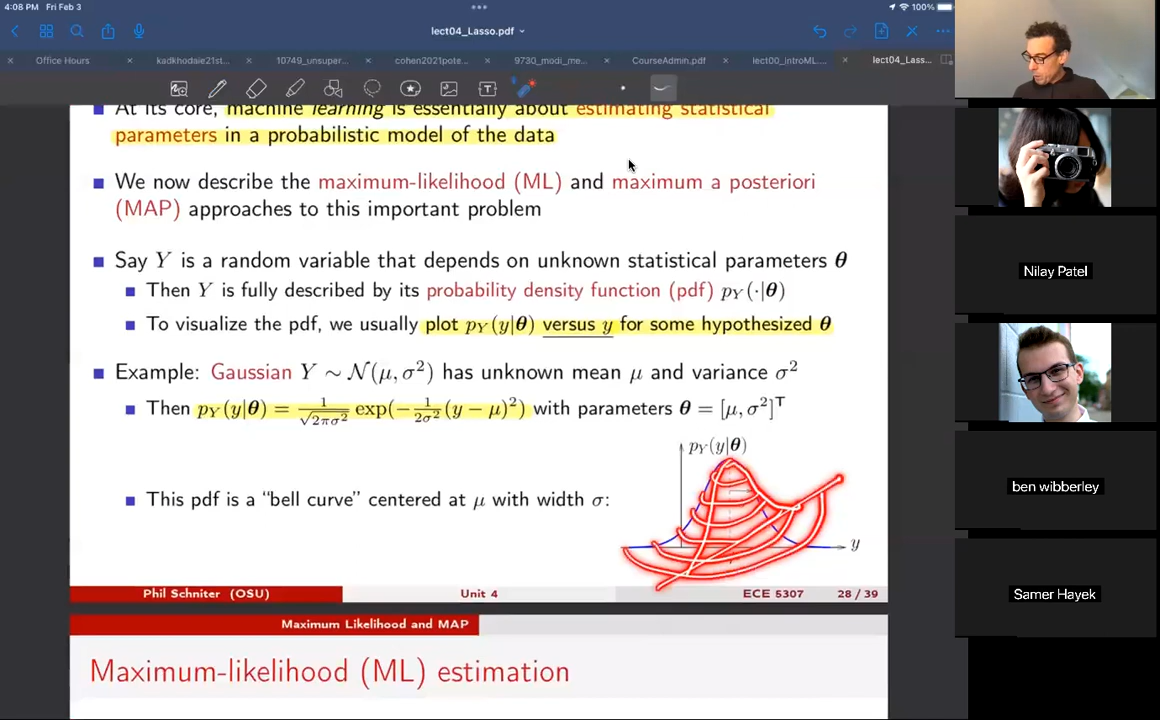 4:08 PM Fri Feb 3
100%
lect04_Lasso.pdf
Office Hours
kadkhodaie21st...
10749_unsuper...
cohen2021pote...
9730_modi_me...
CourseAdmin.pdf
lect00_introML....
lect04_Lass...
At its core, machine learning is essentially about estimating statistical
parameters in a probabilistic model of the data
We now describe the maximum-likelihood (ML) and maximum a posteriori
(MAP) approaches to this important problem
Say Y is a random variable that depends on unknown statistical parameters θ
Then Y is fully described by its probability density function (pdf) p_Y(·|θ)
To visualize the pdf, we usually plot p_Y(y|θ) versus y for some hypothesized θ
Example: Gaussian Y ∼ N(μ, σ²) has unknown mean μ and variance σ²
Then p_Y(y|θ) = 1/√(2πσ²) exp(−1/(2σ²) (y − μ)²) with parameters θ = [μ, σ²]ᵀ
p_Y(y|θ)
This pdf is a “bell curve” centered at μ with width σ:
y
Phil Schniter (OSU)
Unit 4
ECE 5307
28 / 39
Maximum Likelihood and MAP
Maximum-likelihood (ML) estimation
Nilay Patel
ben wibberley
Samer Hayek